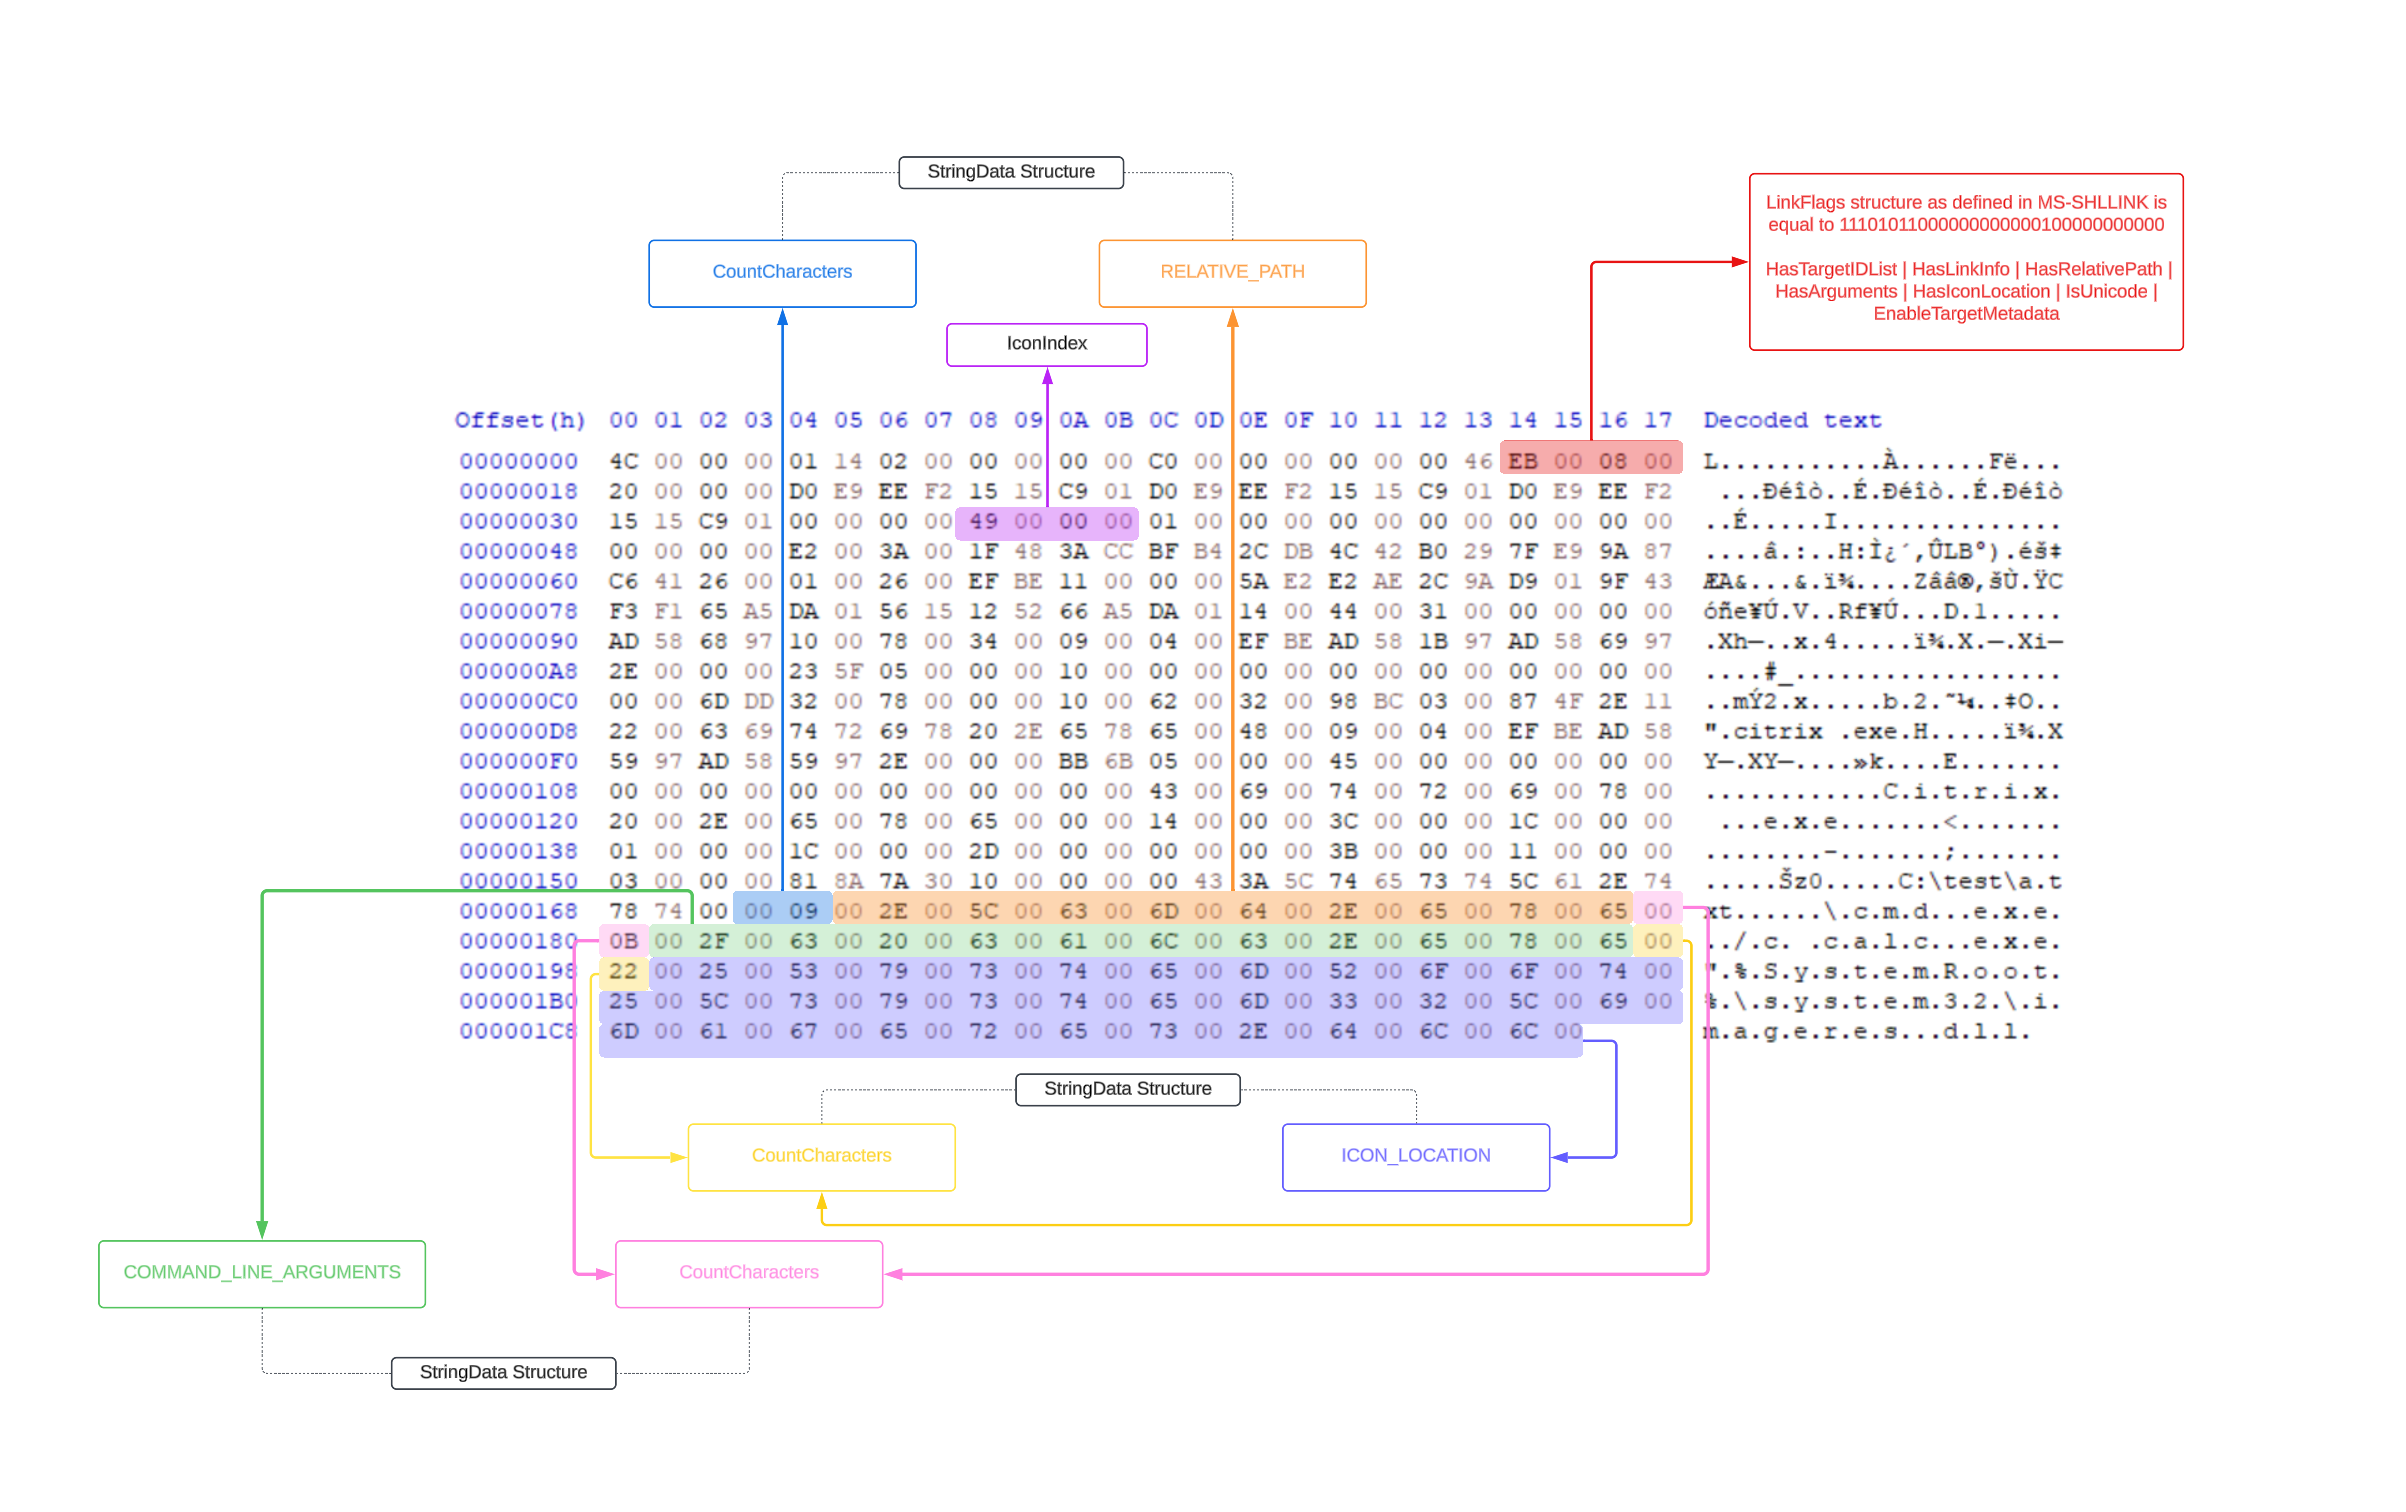 StringData Structure
LinkFlags structure as defined in MS-SHLLINK is
equal to 11101011000000000000100000000000
HasTargetIDList | HasLinkInfo | HasRelativePath |
HasArguments | HasIconLocation | IsUnicode |
EnableTargetMetadata
CountCharacters
RELATIVE_PATH
IconIndex
Offset(h) 00 01 02 03 04 05 06 07 08 09 0A 0B 0C 0D 0E 0F 10 11 12 13 14 15 16 17 Decoded text
00000000 4C 00 00 00 01 14 02 00 00 00 00 00 C0 00 00 00 00 00 00 46 EB 00 08 00 L...........À......Fë...
00000018 20 00 00 00 D0 E9 EE F2 15 15 C9 01 D0 E9 EE F2 15 15 C9 01 D0 E9 EE F2 ...Ðéîò..É.Ðéîò..É.Ðéîò
00000030 15 15 C9 01 00 00 00 00 49 00 00 00 01 00 00 00 00 00 00 00 00 00 00 00 ..É.....I...............
00000048 00 00 00 00 E2 00 3A 00 1F 48 3A CC BF B4 2C DB 4C 42 B0 29 7F E9 9A 87 ....â.:..H:Ì¿´,ÛLB°).éš‡
00000060 C6 41 26 00 01 00 26 00 EF BE 11 00 00 00 5A E2 E2 AE 2C 9A D9 01 9F 43 ÆA&...&.ï¾....Zââ®,šÙ.ŸC
00000078 F3 F1 65 A5 DA 01 56 15 12 52 66 A5 DA 01 14 00 44 00 31 00 00 00 00 00 óñe¥Ú.V..Rf¥Ú...D.1.....
00000090 AD 58 68 97 10 00 78 00 34 00 09 00 04 00 EF BE AD 58 1B 97 AD 58 69 97 .Xh—..x.4.....ï¾.X.—.Xi—
000000A8 2E 00 00 00 23 5F 05 00 00 00 10 00 00 00 00 00 00 00 00 00 00 00 00 00 ....#_..................
000000C0 00 00 6D DD 32 00 78 00 00 00 10 00 62 00 32 00 98 BC 03 00 87 4F 2E 11 ..mÝ2.x.....b.2.˜¼..‡O..
000000D8 22 00 63 69 74 72 69 78 20 2E 65 78 65 00 48 00 09 00 04 00 EF BE AD 58 ".citrix .exe.H.....ï¾.X
000000F0 59 97 AD 58 59 97 2E 00 00 00 BB 6B 05 00 00 00 45 00 00 00 00 00 00 00 Y—.XY—....»k....E.......
00000108 00 00 00 00 00 00 00 00 00 00 00 00 43 00 69 00 74 00 72 00 69 00 78 00 ............C.i.t.r.i.x.
00000120 20 00 2E 00 65 00 78 00 65 00 00 00 14 00 00 00 3C 00 00 00 1C 00 00 00 ...e.x.e.......<.......
00000138 01 00 00 00 1C 00 00 00 2D 00 00 00 00 00 00 00 3B 00 00 00 11 00 00 00 ........-.......;.......
00000150 03 00 00 00 81 8A 7A 30 10 00 00 00 00 43 3A 5C 74 65 73 74 5C 61 2E 74 .....Šz0.....C:\test\a.t
00000168 78 74 00 00 09 00 2E 00 5C 00 63 00 6D 00 64 00 2E 00 65 00 78 00 65 00 xt......\.c.m.d...e.x.e.
00000180 0B 00 2F 00 63 00 20 00 63 00 61 00 6C 00 63 00 2E 00 65 00 78 00 65 00 ../.c. .c.a.l.c...e.x.e.
00000198 22 00 25 00 53 00 79 00 73 00 74 00 65 00 6D 00 52 00 6F 00 6F 00 74 00 ".%.S.y.s.t.e.m.R.o.o.t.
000001B0 25 00 5C 00 73 00 79 00 73 00 74 00 65 00 6D 00 33 00 32 00 5C 00 69 00 %.\.s.y.s.t.e.m.3.2.\.i.
000001C8 6D 00 61 00 67 00 65 00 72 00 65 00 73 00 2E 00 64 00 6C 00 6C 00 m.a.g.e.r.e.s...d.l.l.
StringData Structure
CountCharacters
ICON_LOCATION
COMMAND_LINE_ARGUMENTS
CountCharacters
StringData Structure